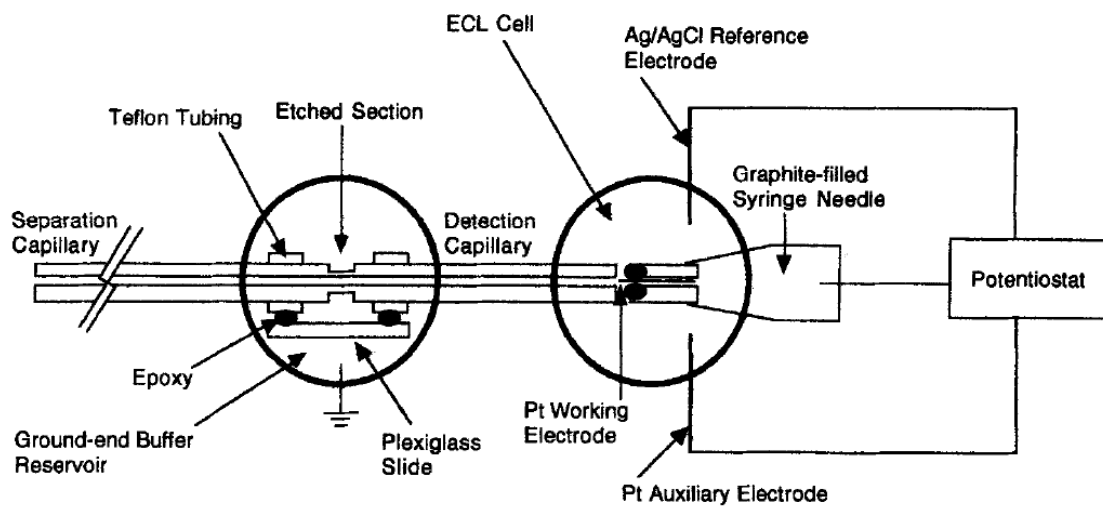 ECL Cell
Ag/AgCl Reference
Electrode
Teflon Tubing
Etched Section
Graphite-filled
Syringe Needle
Separation
Capillary
Detection
Capillary
Potentiostat
Epoxy
Ground-end Buffer
Reservoir
Plexiglass
Slide
Pt Working
Electrode
Pt Auxiliary Electrode